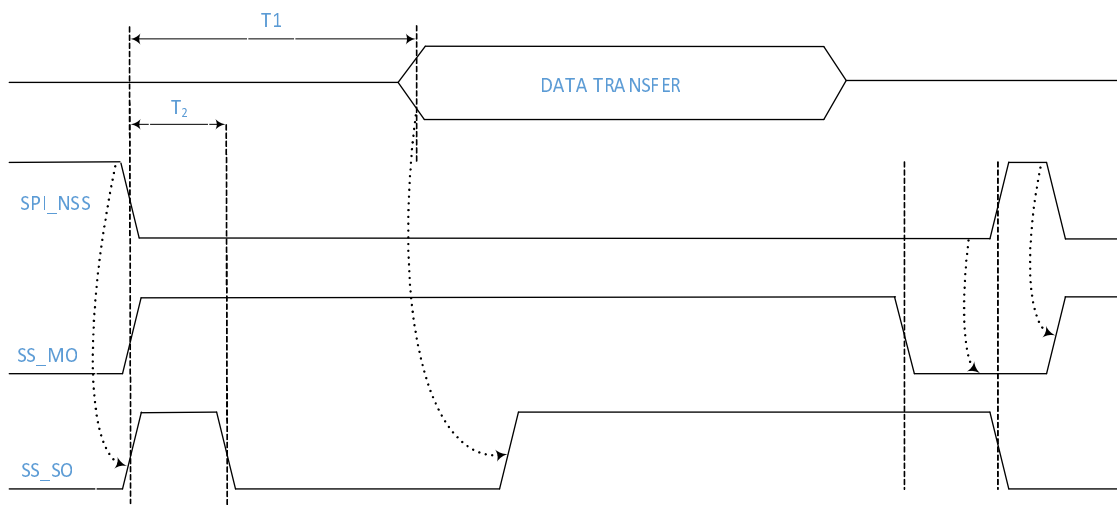 T1
DATA TRANSFER
T₂
SPI_NSS
SS_MO
SS_SO